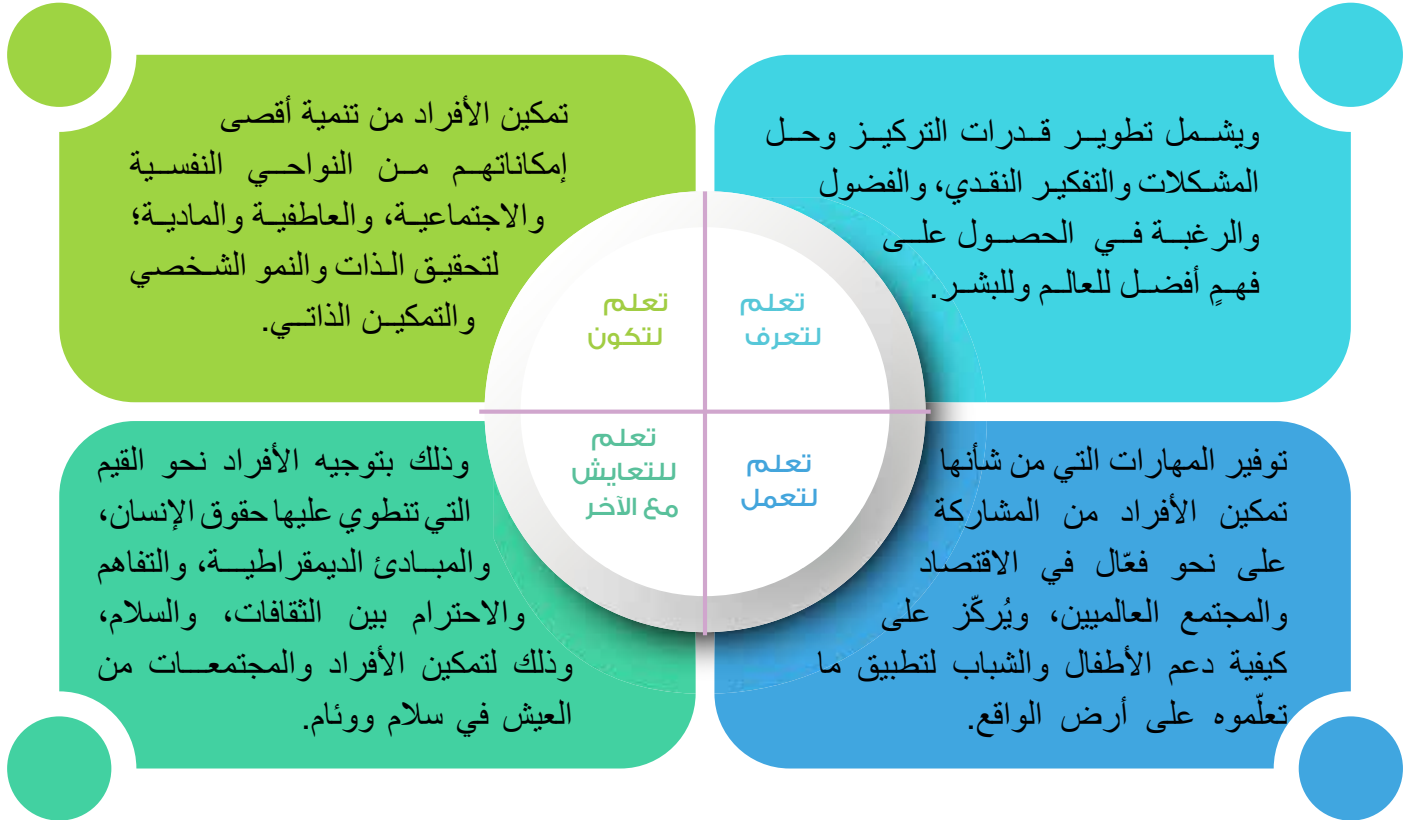 ويشمل تطوير قدرات التركيز وحل
المشكلات والتفكير النقدي، والفضول
والرغبة في الحصول على
فهمٍ أفضل للعالم وللبشر.
تعلم
لتعرف
تمكين الأفراد من تنمية أقصى
إمكاناتهم من النواحي النفسية
والاجتماعية، والعاطفية والمادية؛
لتحقيق الذات والنمو الشخصي
والتمكين الذاتي.
تعلم
لتكون
توفير المهارات التي من شأنها
تمكين الأفراد من المشاركة
على نحو فعّال في الاقتصاد
والمجتمع العالميين، ويُركّز على
كيفية دعم الأطفال والشباب لتطبيق ما
تعلّموه على أرض الواقع.
تعلم
لتعمل
وذلك بتوجيه الأفراد نحو القيم
التي تنطوي عليها حقوق الإنسان،
والمبادئ الديمقراطية، والتفاهم
والاحترام بين الثقافات، والسلام،
وذلك لتمكين الأفراد والمجتمعات من
العيش في سلام ووئام.
تعلم
للتعايش
مع الآخر